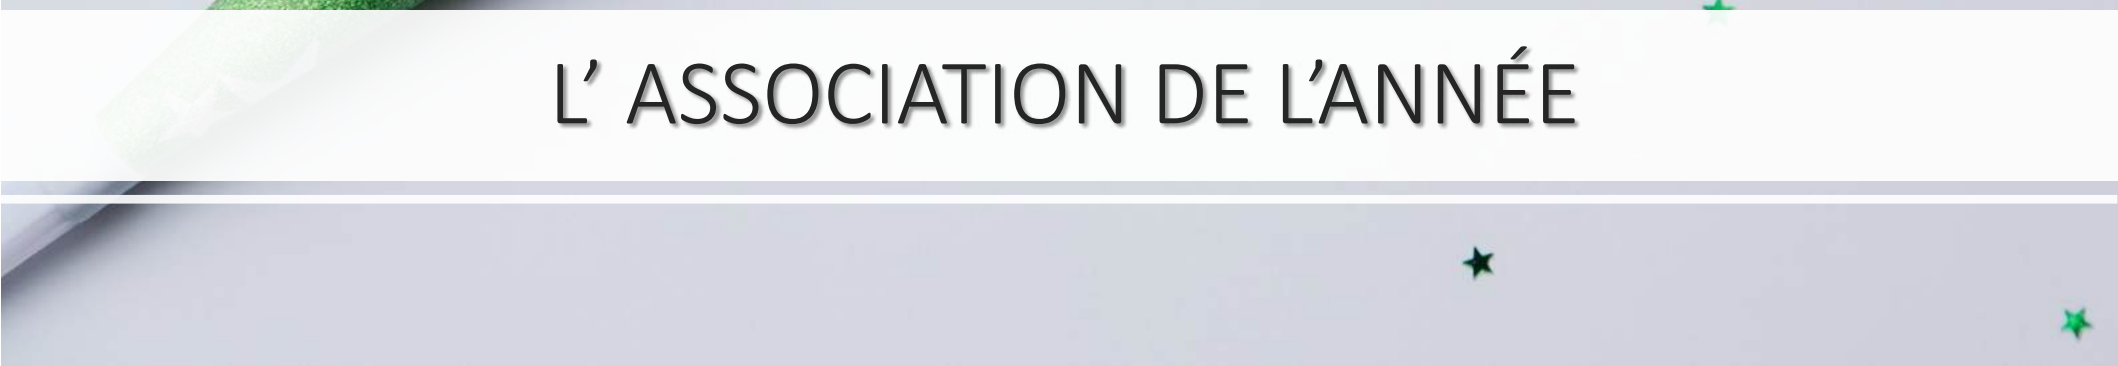 L’ ASSOCIATION DE L’ANNÉE